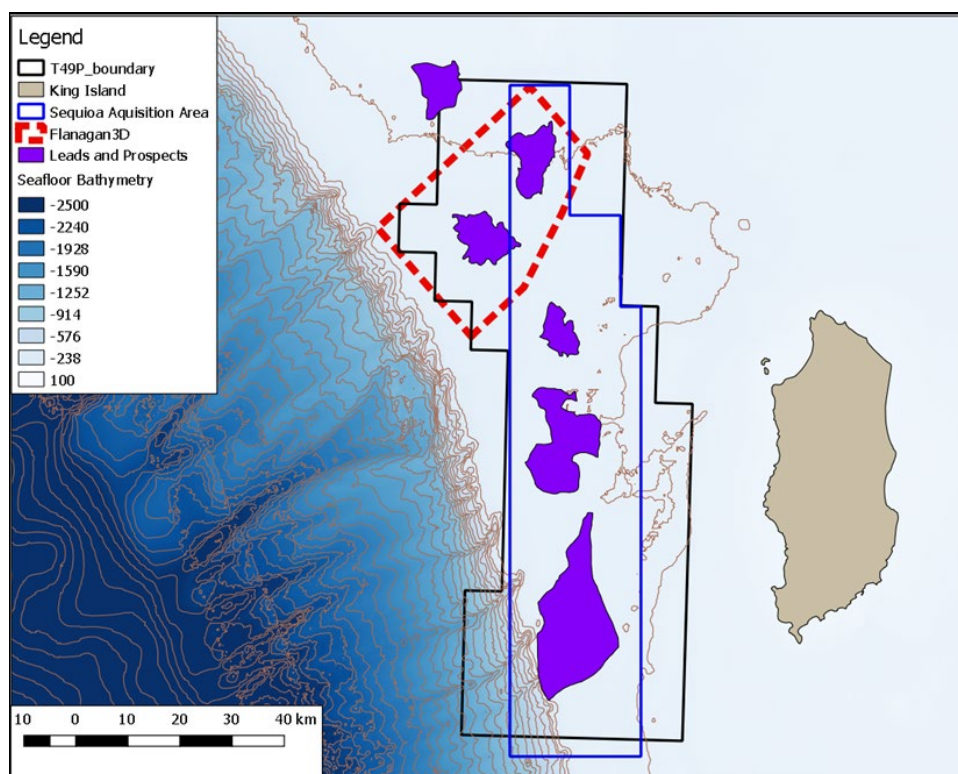 Legend
T49P_boundary
King Island
Sequioa Aquisition Area
Flanagan3D
Leads and Prospects
Seafloor Bathymetry
-2500
-2240
-1928
-1590
-1252
-914
-576
-238
100
10 0 10 20 30 40 km